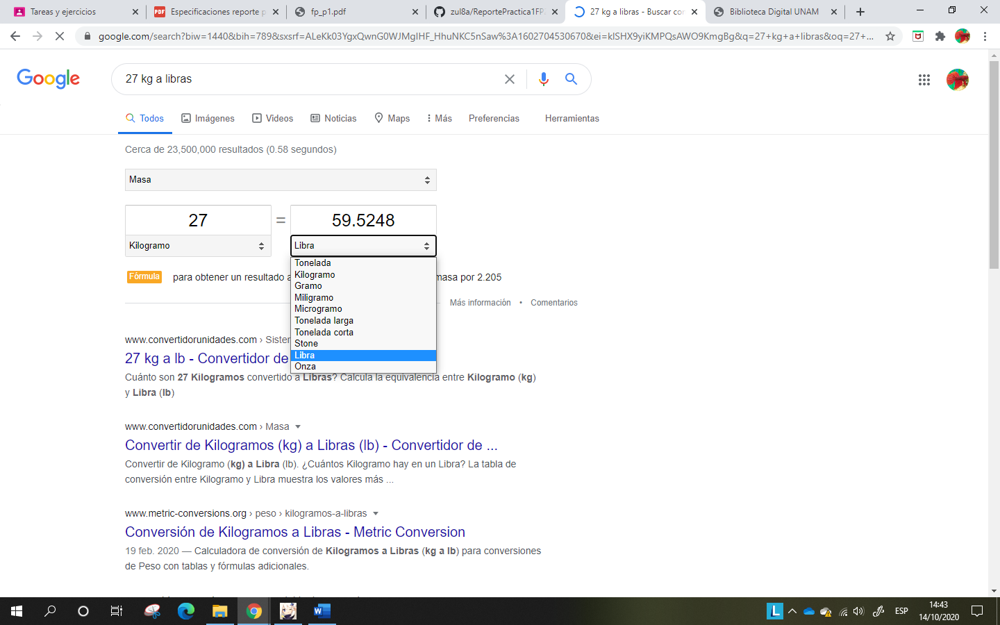 Tareas y ejercicios
PDF Especificaciones reporte p
fp_p1.pdf
zul8a/ReportePractica1FP
27 kg a libras - Buscar con
Biblioteca Digital UNAM
google.com/search?biw=1440&bih=789&sxsrf=ALeKk03YgxQwnG0WJMgIHF_HhuNKC5nSaw%3A1602704530670&ei=klSHX9yiKMPQsAWO9KmgBg&q=27+kg+a+libras&oq=27+...
Google
27 kg a libras
Todos Imágenes Videos Noticias Maps Más Preferencias Herramientas
Cerca de 23,500,000 resultados (0.58 segundos)
Masa
27 = 59.5248
Kilogramo Libra
Tonelada
Kilogramo
Gramo
Miligramo
Microgramo
Tonelada larga
Tonelada corta
Stone
Libra
Onza
Fórmula para obtener un resultado masa por 2.205
Más información • Comentarios
www.convertidorunidades.com ›
27 kg a lb - Convertidor de
Cuánto son 27 Kilogramos convertido a Libras? Calcula la equivalencia entre Kilogramo (kg)
y Libra (lb)
www.convertidorunidades.com › Masa
Convertir de Kilogramos (kg) a Libras (lb) - Convertidor de ...
Convertir de Kilogramo (kg) a Libra (lb). ¿Cuántos Kilogramo hay en un Libra? La tabla de
conversión entre Kilogramo y Libra muestra los valores más ...
www.metric-conversions.org › peso › kilogramos-a-libras
Conversión de Kilogramos a Libras - Metric Conversion
19 feb. 2020 — Calculadora de conversión de Kilogramos a Libras (kg a lb) para conversiones
de Peso con tablas y fórmulas adicionales.
L
ESP
14:43
14/10/2020